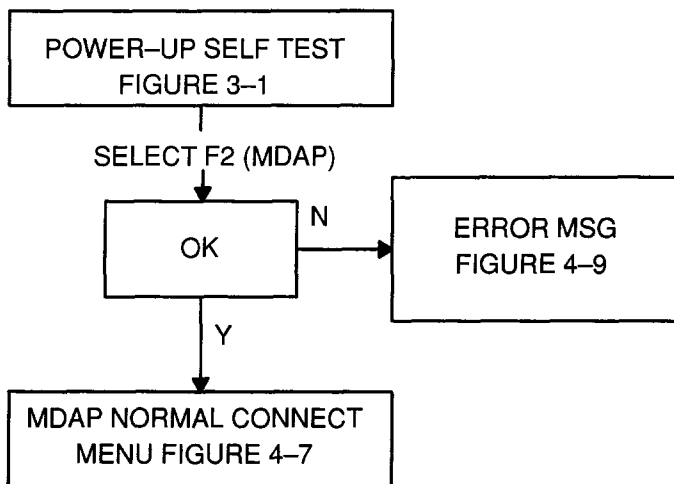 POWER–UP SELF TEST
FIGURE 3–1
SELECT F2 (MDAP)
OK
N
ERROR MSG
FIGURE 4–9
Y
MDAP NORMAL CONNECT
MENU FIGURE 4–7